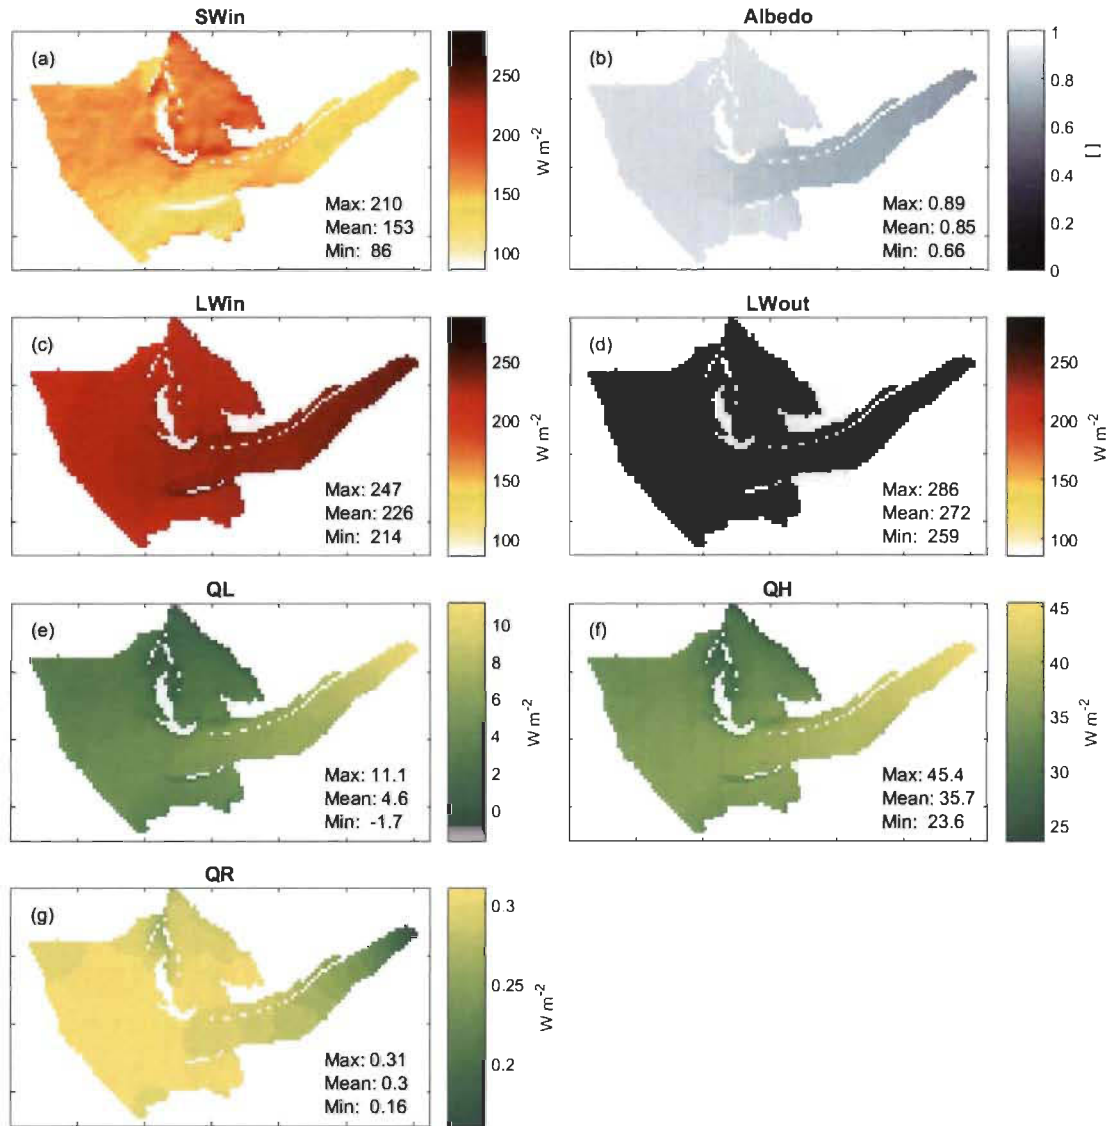 SWin
(a)
Max: 210
Mean: 153
Min: 86
250
200
150
100
W m-2
Albedo
(b)
Max: 0.89
Mean: 0.85
Min: 0.66
1
0.8
0.6
0.4
0.2
0
[ ]
LWin
(c)
Max: 247
Mean: 226
Min: 214
250
200
150
100
W m-2
LWout
(d)
Max: 286
Mean: 272
Min: 259
250
200
150
100
W m-2
QL
(e)
Max: 11.1
Mean: 4.6
Min: -1.7
10
8
6
4
2
0
W m-2
QH
(f)
Max: 45.4
Mean: 35.7
Min: 23.6
45
40
35
30
25
W m-2
QR
(g)
Max: 0.31
Mean: 0.3
Min: 0.16
0.3
0.25
0.2
W m-2